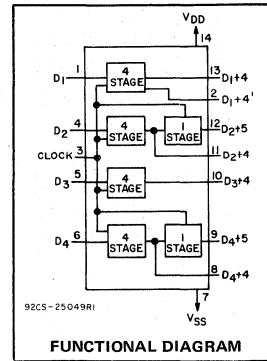 VDD
14
1
D1
4
STAGE
13
D1+4
2
D1+4'
4
D2
4
STAGE
1
STAGE
12
D2+5
11
D2+4
CLOCK
3
5
D3
4
STAGE
10
D3+4
6
D4
4
STAGE
1
STAGE
9
D4+5
8
D4+4
7
VSS
92CS-25049R1
FUNCTIONAL DIAGRAM